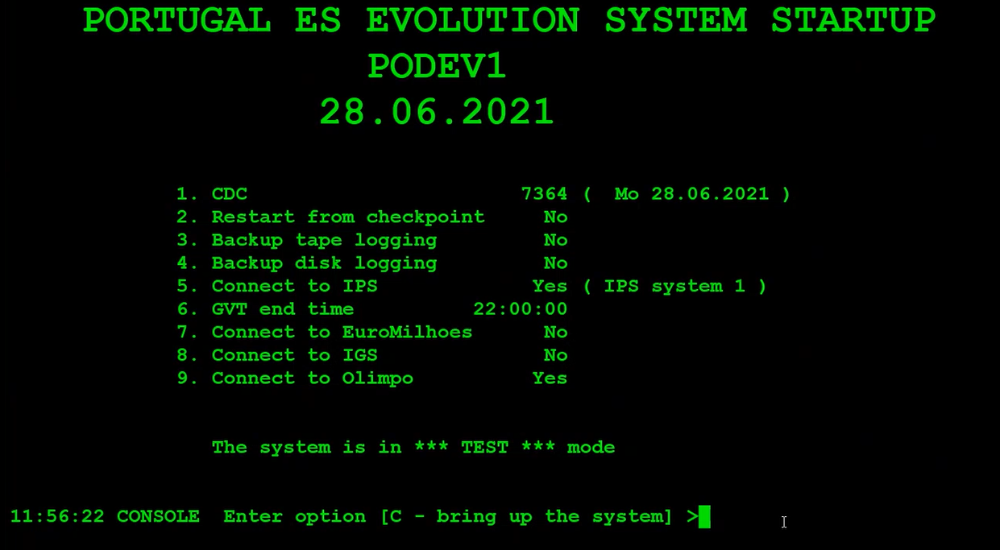 PORTUGAL ES EVOLUTION SYSTEM STARTUP
PODEV1
28.06.2021
1. CDC 7364 ( Mo 28.06.2021 )
2. Restart from checkpoint No
3. Backup tape logging No
4. Backup disk logging No
5. Connect to IPS Yes ( IPS system 1 )
6. GVT end time 22:00:00
7. Connect to EuroMilhoes No
8. Connect to IGS No
9. Connect to Olimpo Yes
The system is in *** TEST *** mode
11:56:22 CONSOLE Enter option [C - bring up the system] >